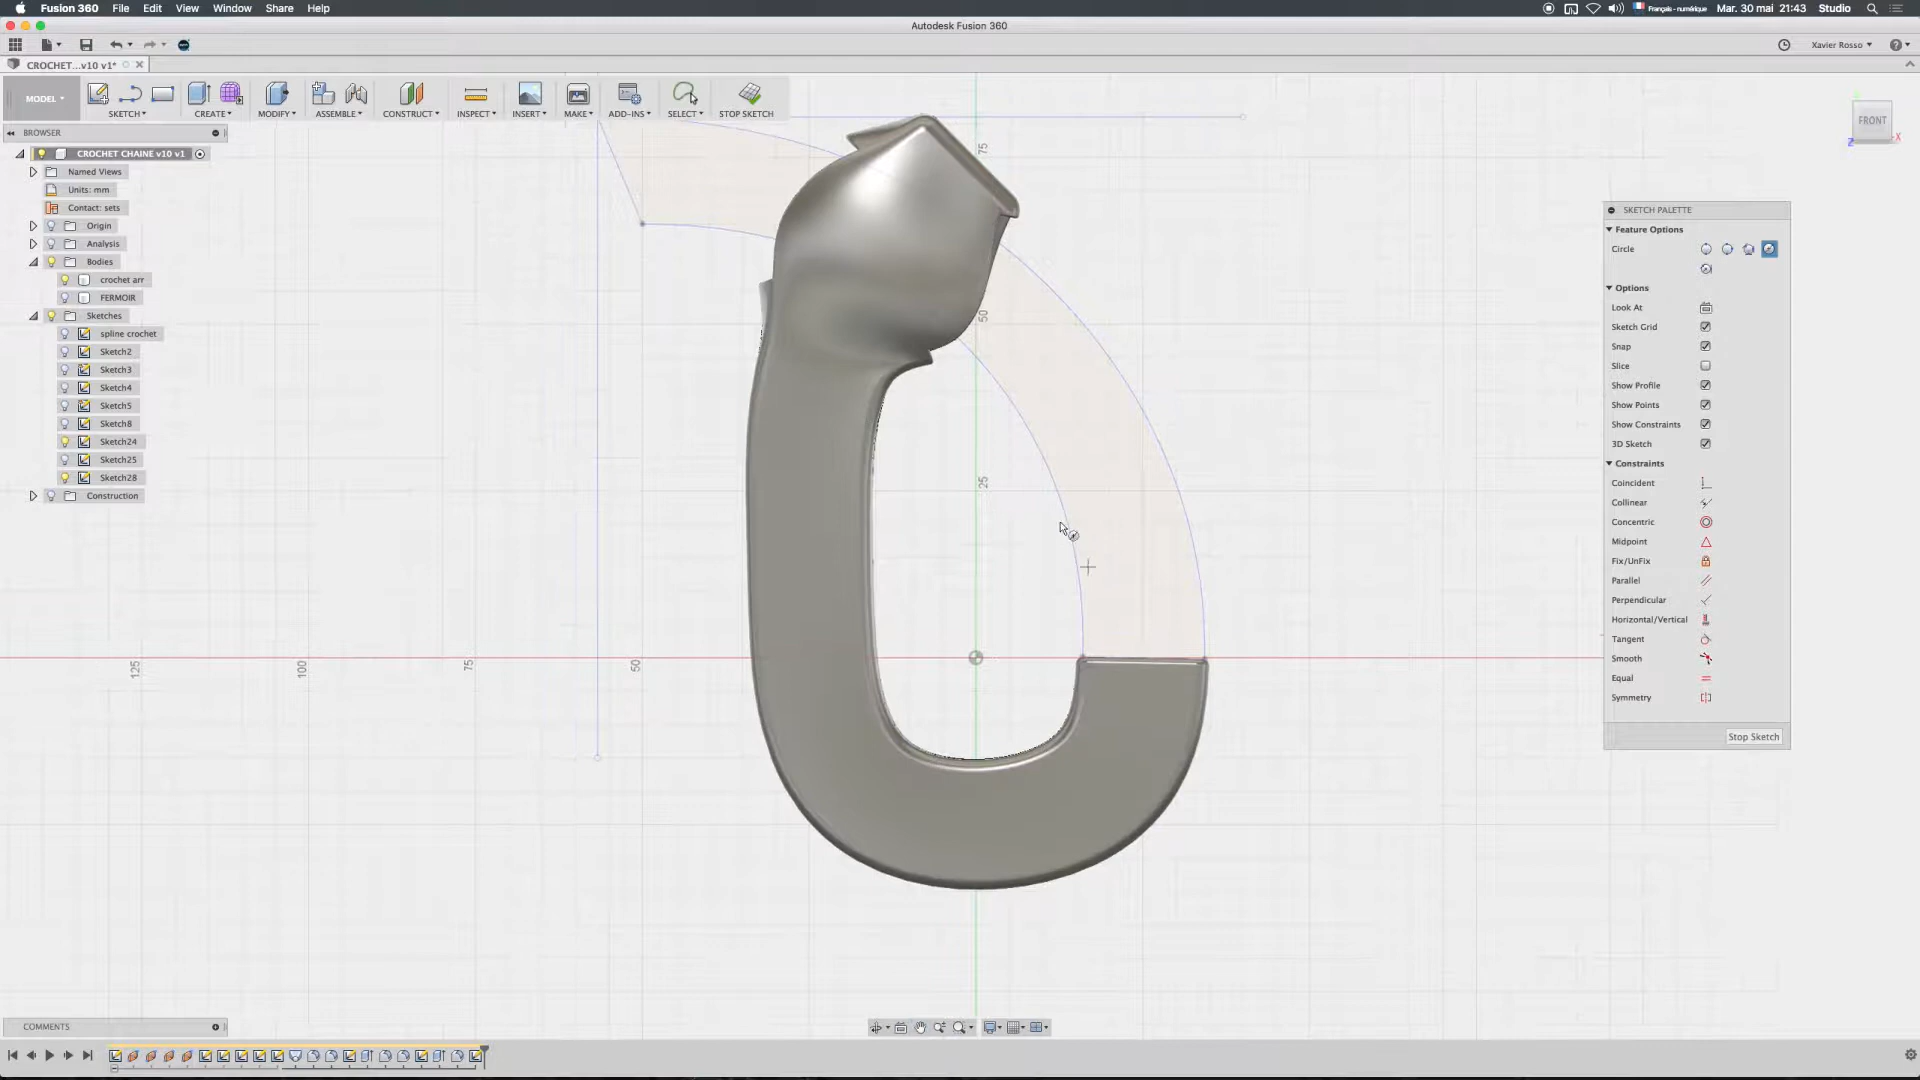 Fusion 360 File Edit View Window Share Help
Français - numérique Mar. 30 mai 21:43 Studio
Autodesk Fusion 360
Xavier Rosso
CROCHET...v10 v1*
MODEL
SKETCH
CREATE
MODIFY
ASSEMBLE
CONSTRUCT
INSPECT
INSERT
MAKE
ADD-INS
SELECT
STOP SKETCH
BROWSER
CROCHET CHAINE v10 v1
Named Views
Units: mm
Contact: sets
Origin
Analysis
Bodies
crochet arr
FERMOIR
Sketches
spline crochet
Sketch2
Sketch3
Sketch4
Sketch5
Sketch8
Sketch24
Sketch25
Sketch28
Construction
FRONT
X
Z
75
50
25
125
100
75
50
SKETCH PALETTE
Feature Options
Circle
Options
Look At
Sketch Grid
Snap
Slice
Show Profile
Show Points
Show Constraints
3D Sketch
Constraints
Coincident
Collinear
Concentric
Midpoint
Fix/UnFix
Parallel
Perpendicular
Horizontal/Vertical
Tangent
Smooth
Equal
Symmetry
Stop Sketch
COMMENTS